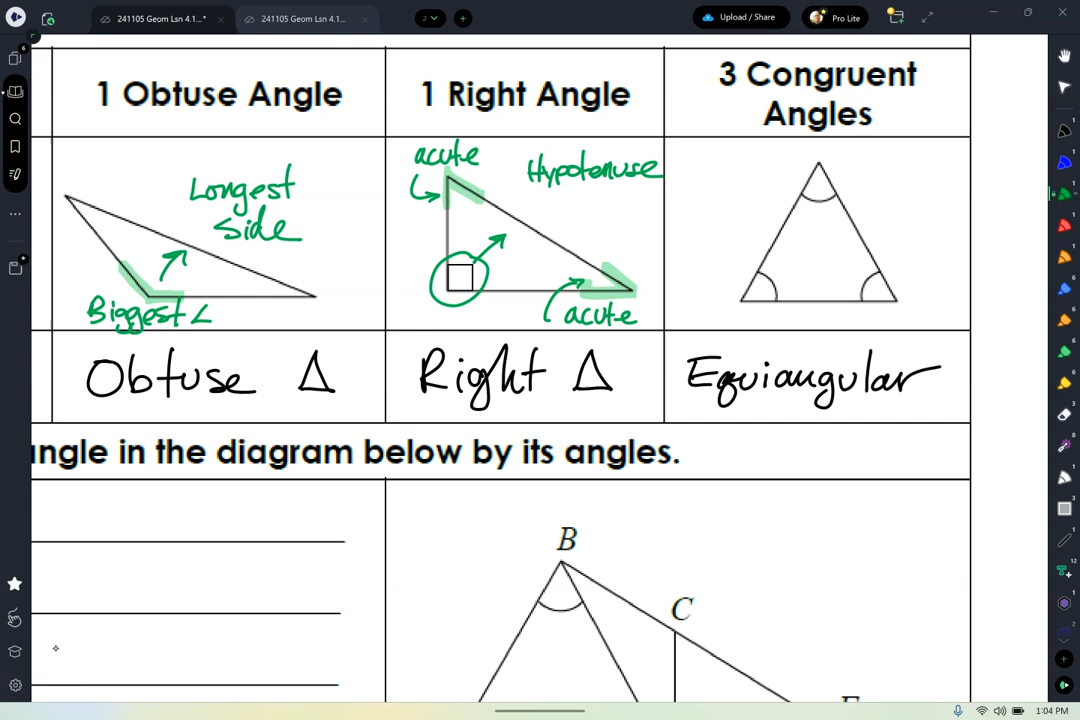 241105 Geom Lsn 4.1...*
241105 Geom Lsn 4.1...
2
Upload / Share
Pro Lite
1 Obtuse Angle
1 Right Angle
3 Congruent
Angles
Longest
side
Biggest ∠
acute
Hypotenuse
acute
Obtuse Δ
Right Δ
Equiangular
angle in the diagram below by its angles.
B
C
1:04 PM